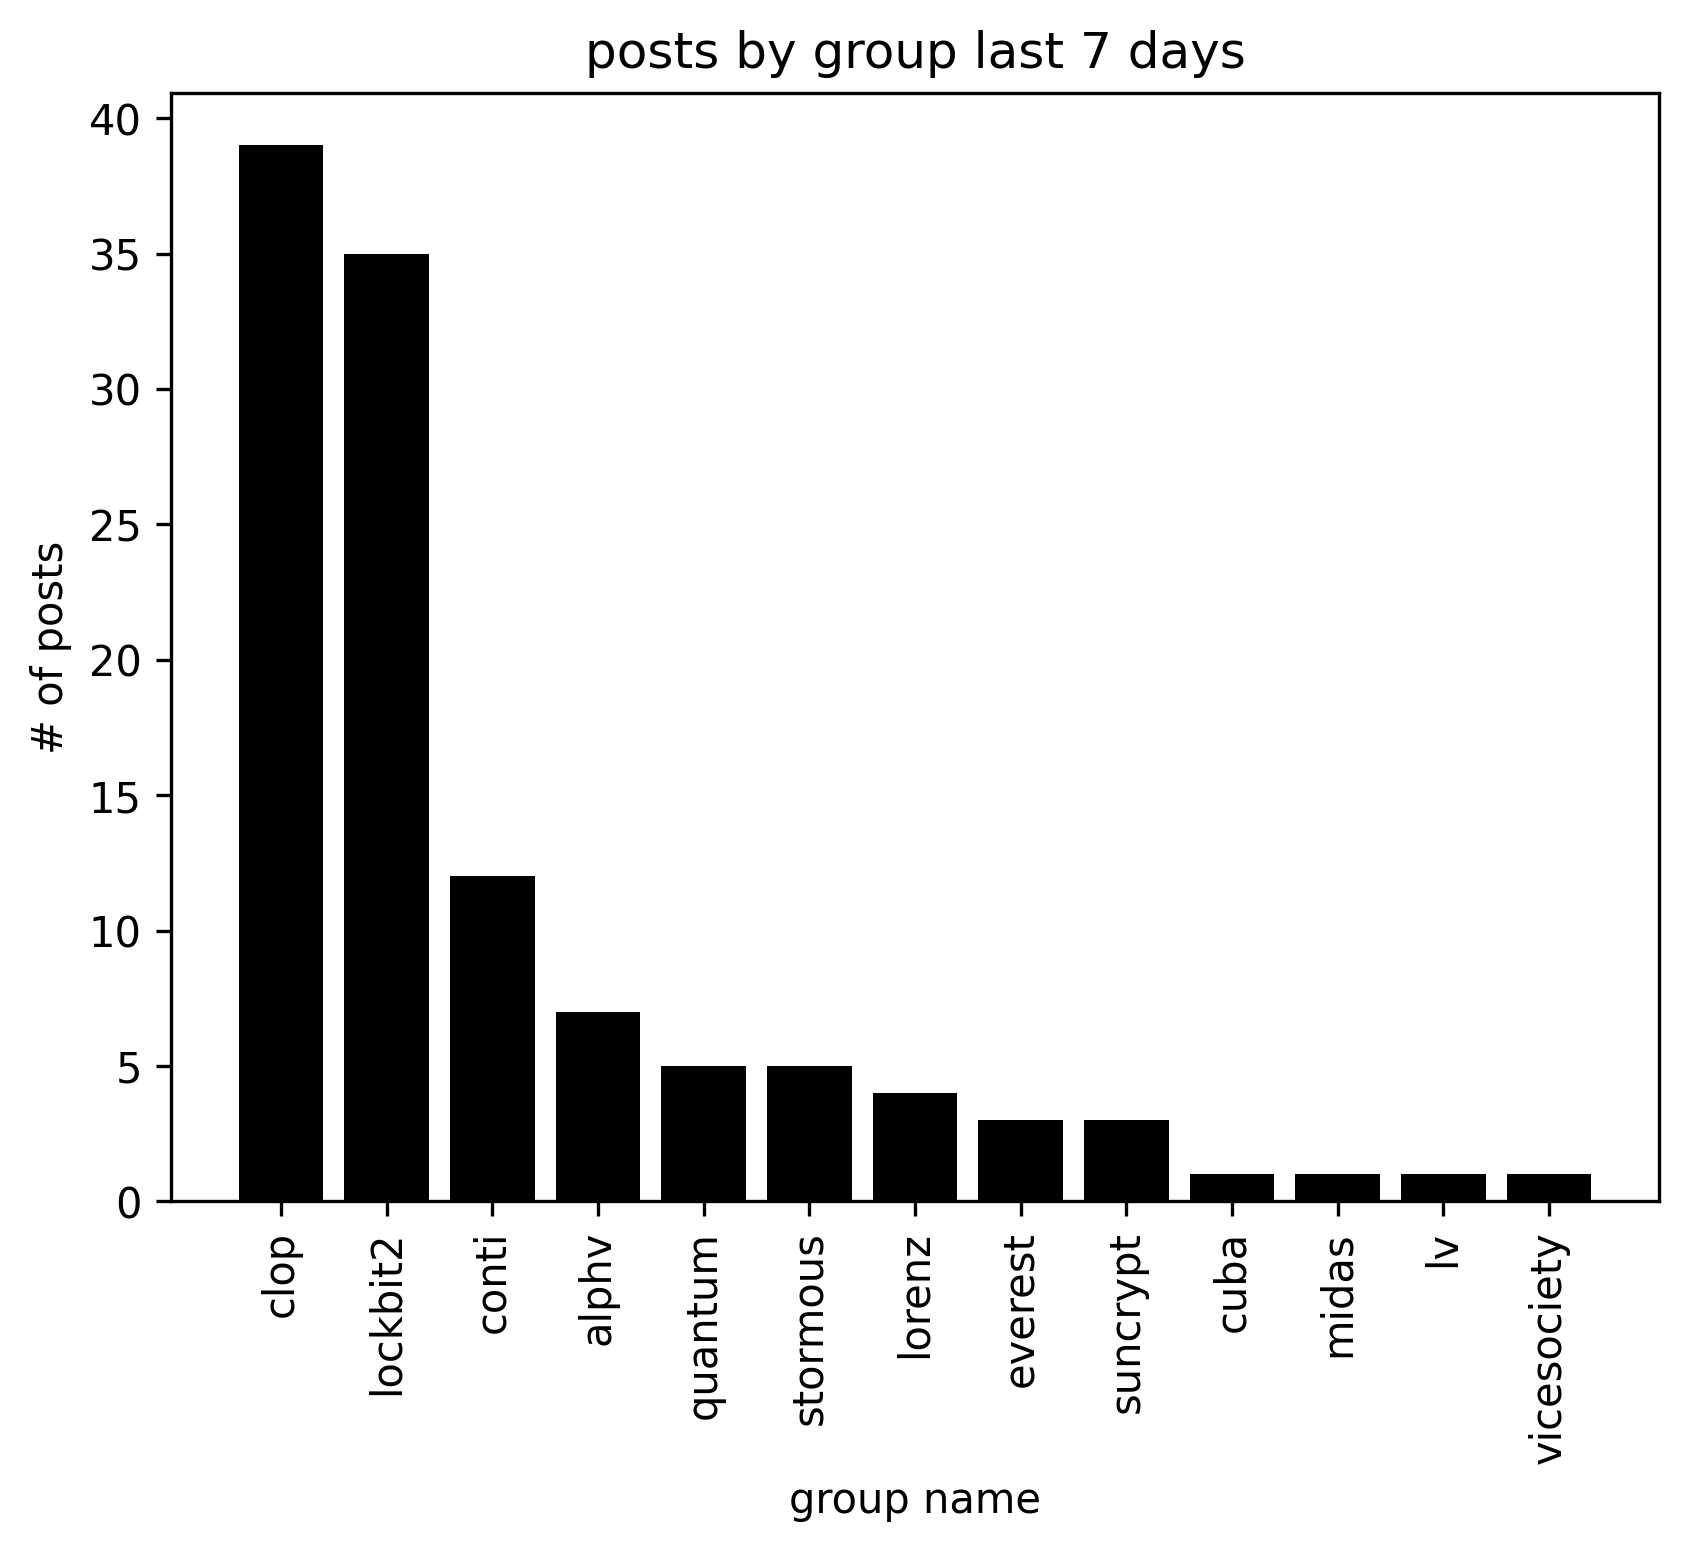 posts by group last 7 days
# of posts
40
35
30
25
20
15
10
5
0
clop
lockbit2
conti
alphv
quantum
stormous
lorenz
everest
suncrypt
cuba
midas
lv
vicesociety
group name